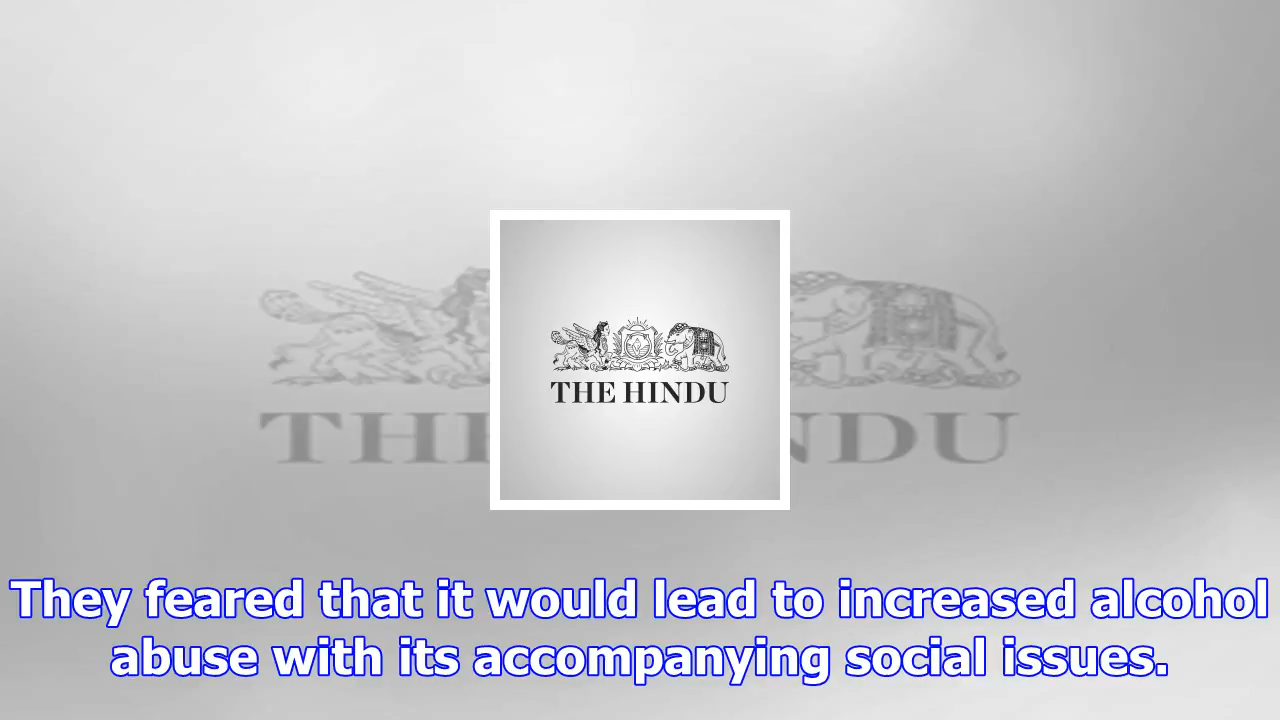 THE HINDU
They feared that it would lead to increased alcohol
abuse with its accompanying social issues.